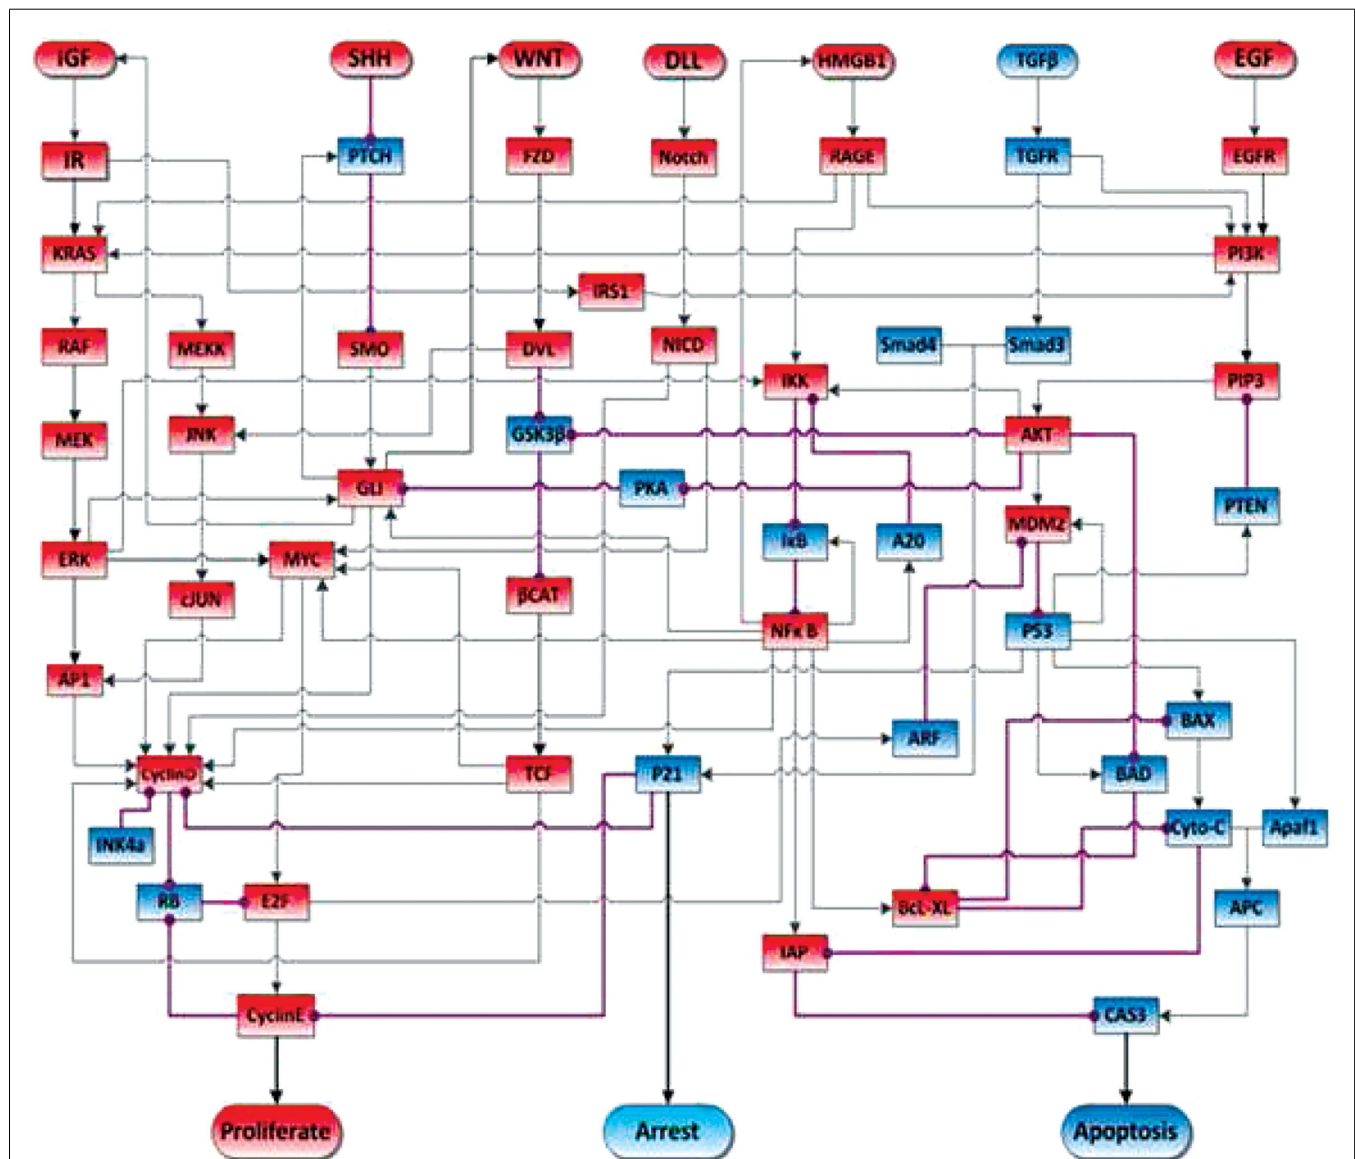 IGF
SHH
WNT
DLL
HMGB1
TGFβ
EGF
IR
PTCH
FZD
Notch
RAGE
TGFR
EGFR
KRAS
PI3K
IRS1
RAF
MEKK
SMO
DVL
NICD
Smad4
Smad3
IKK
PIP3
MEK
JNK
GSK3β
AKT
GLI
PKA
PTEN
MDM2
ERK
MYC
IκB
A20
cJUN
βCAT
NFκ B
P53
AP1
BAX
ARF
CyclinD
TCF
P21
BAD
INK4a
Cyto-C
Apaf1
RB
E2F
BcL-XL
APC
IAP
CyclinE
CAS3
Proliferate
Arrest
Apoptosis